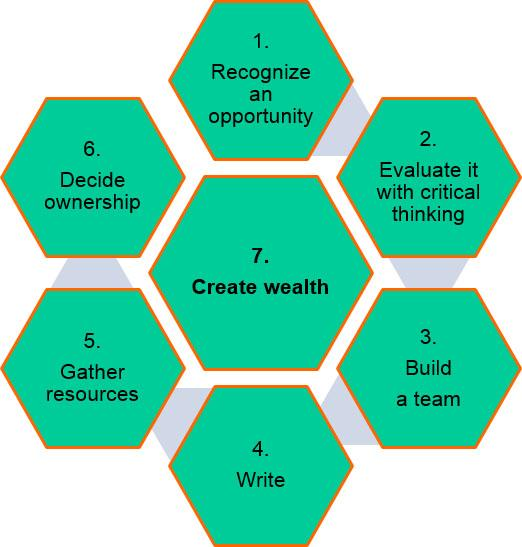 1.
Recognize
an
opportunity
2.
Evaluate it
with critical
thinking
3.
Build
a team
4.
Write
5.
Gather
resources
6.
Decide
ownership
7.
Create wealth